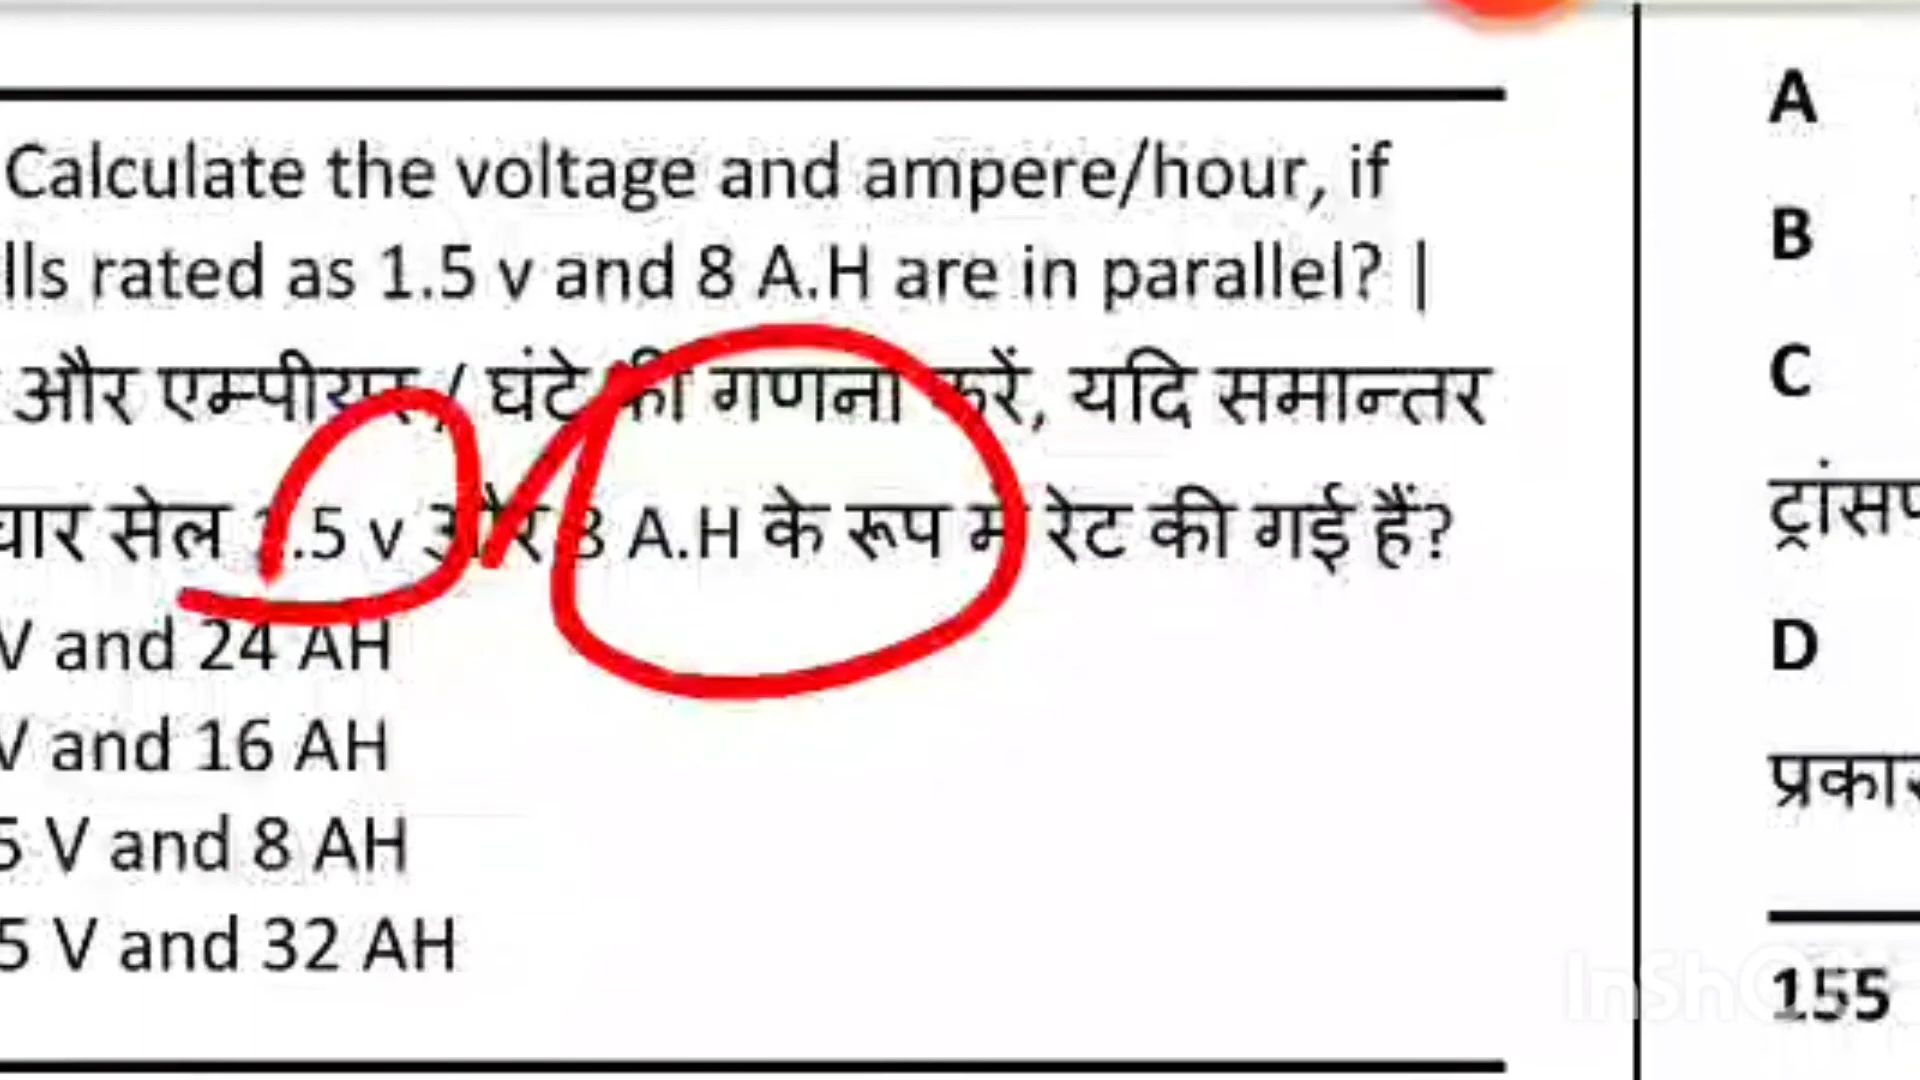 Calculate the voltage and ampere/hour, if
lls rated as 1.5 v and 8 A.H are in parallel? |
और एम्पीयर / घंटे की गणना करें, यदि समान्तर
चार सेल 1.5 v और 8 A.H के रूप में रेट की गई हैं?
V and 24 AH
V and 16 AH
5 V and 8 AH
5 V and 32 AH
A
B
C
D
155
InSh